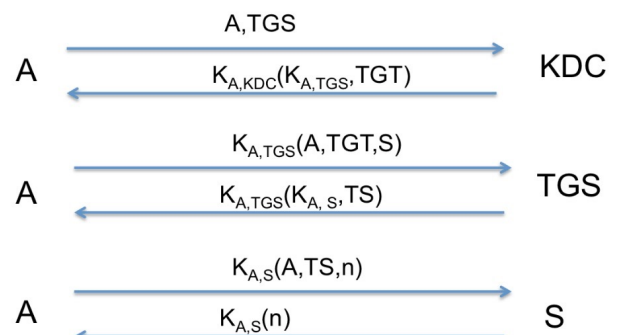 A,TGS
A KDC
K_A,KDC(K_A,TGS,TGT)
K_A,TGS(A,TGT,S)
A TGS
K_A,TGS(K_A, S,TS)
K_A,S(A,TS,n)
A S
K_A,S(n)